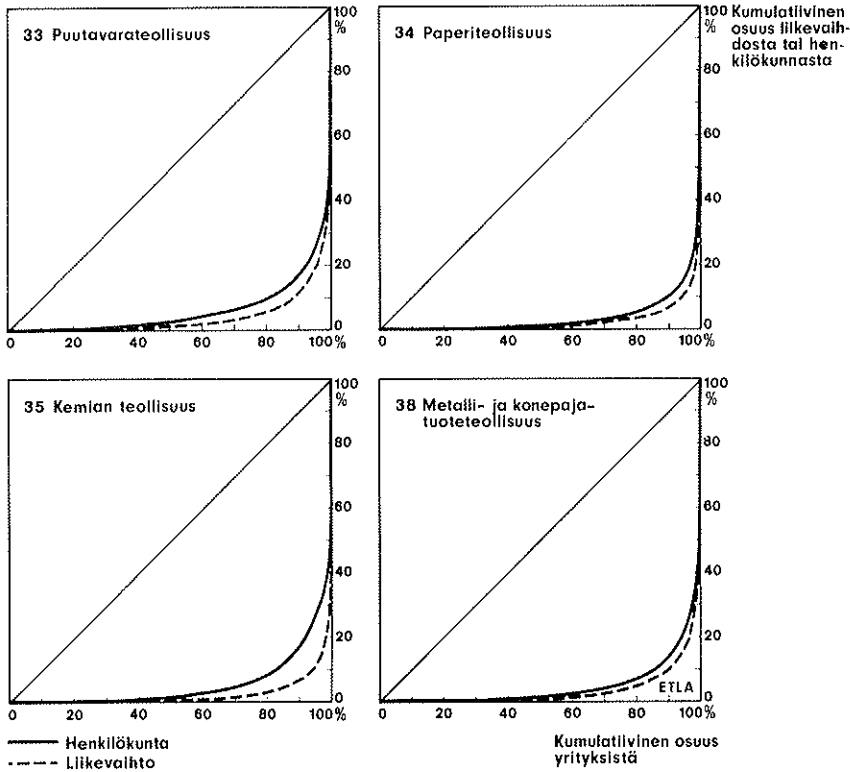 33 Puutavarateollisuus
100
%
80
60
40
20
0
0 20 40 60 80 100%
34 Paperiteollisuus
100
%
80
60
40
20
0
0 20 40 60 80 100%
Kumulatiivinen
osuus liikevaih-
dosta tai hen-
kilökunnasta
35 Kemian teollisuus
100
%
80
60
40
20
0
0 20 40 60 80 100%
38 Metalli- ja konepaja-
tuoteteollisuus
100
%
80
60
40
20
0
ETLA
0 20 40 60 80 100%
Henkilökunta
Liikevaihto
Kumulatiivinen osuus
yrityksistä